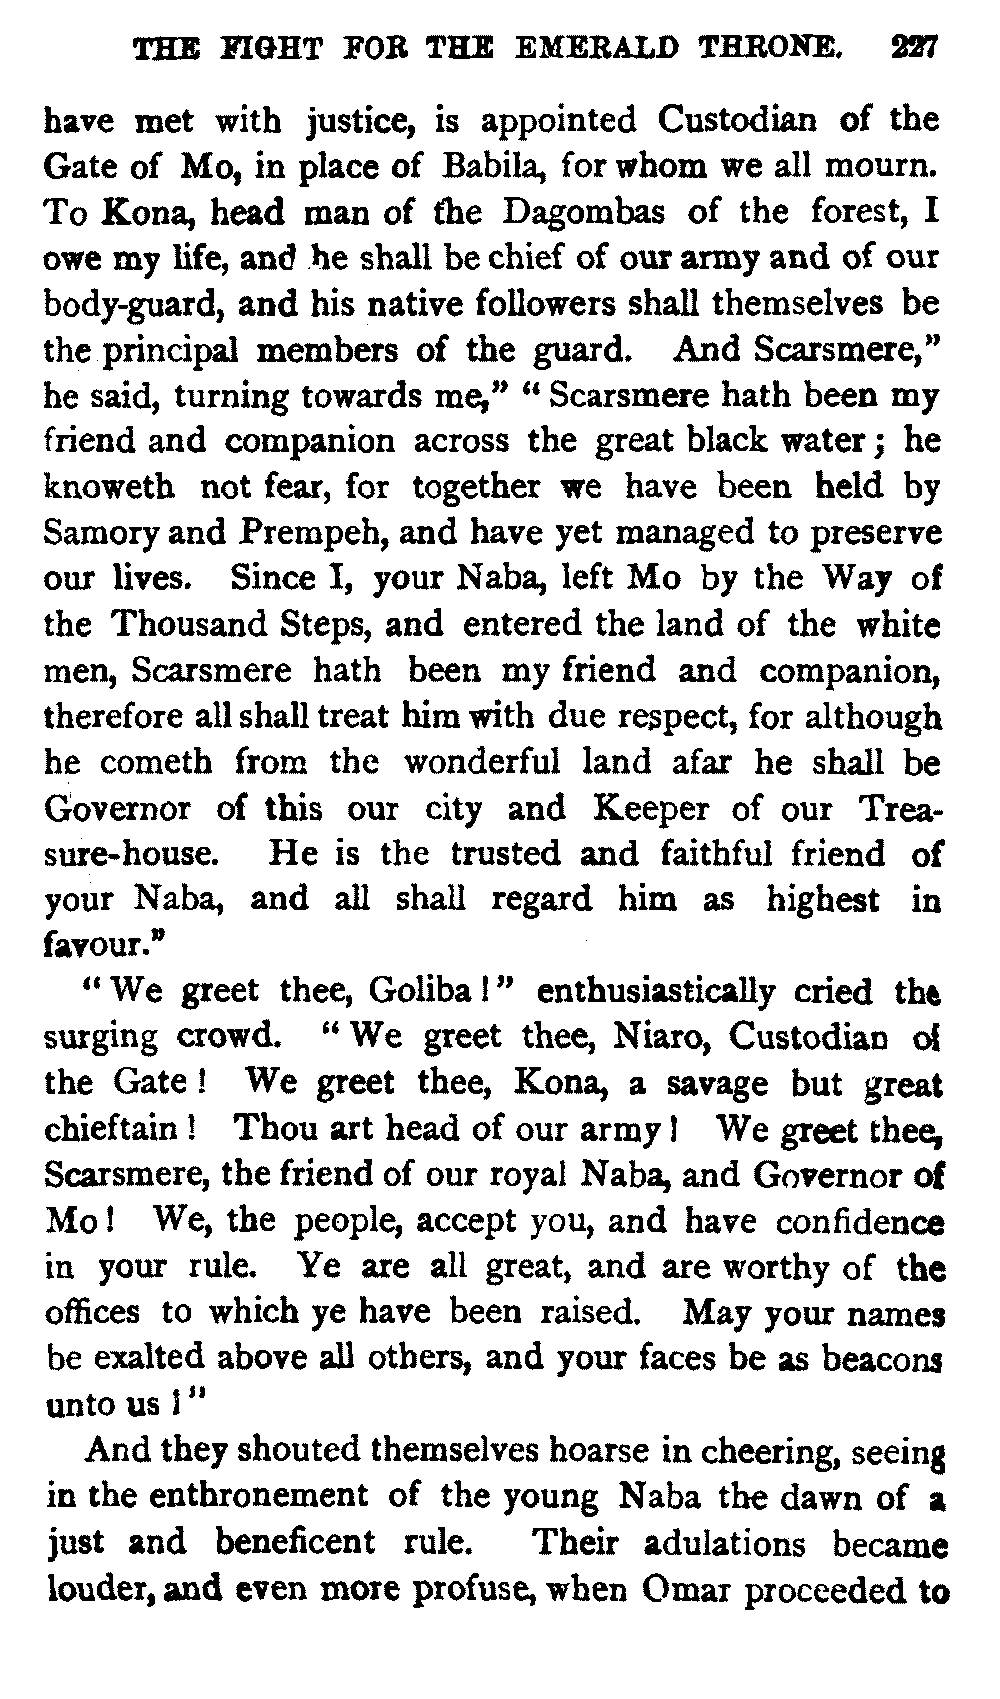 THE FIGHT FOR THE EMERALD THRONE. 227
have met with justice, is appointed Custodian of the
Gate of Mo, in place of Babila, for whom we all mourn.
To Kona, head man of the Dagombas of the forest, I
owe my life, and he shall be chief of our army and of our
body-guard, and his native followers shall themselves be
the principal members of the guard. And Scarsmere,”
he said, turning towards me,” “Scarsmere hath been my
friend and companion across the great black water; he
knoweth not fear, for together we have been held by
Samory and Prempeh, and have yet managed to preserve
our lives. Since I, your Naba, left Mo by the Way of
the Thousand Steps, and entered the land of the white
men, Scarsmere hath been my friend and companion,
therefore all shall treat him with due respect, for although
he cometh from the wonderful land afar he shall be
Governor of this our city and Keeper of our Trea-
sure-house. He is the trusted and faithful friend of
your Naba, and all shall regard him as highest in
favour.”
“We greet thee, Goliba!” enthusiastically cried the
surging crowd. “We greet thee, Niaro, Custodian of
the Gate! We greet thee, Kona, a savage but great
chieftain! Thou art head of our army! We greet thee,
Scarsmere, the friend of our royal Naba, and Governor of
Mo! We, the people, accept you, and have confidence
in your rule. Ye are all great, and are worthy of the
offices to which ye have been raised. May your names
be exalted above all others, and your faces be as beacons
unto us!”
And they shouted themselves hoarse in cheering, seeing
in the enthronement of the young Naba the dawn of a
just and beneficent rule. Their adulations became
louder, and even more profuse, when Omar proceeded to